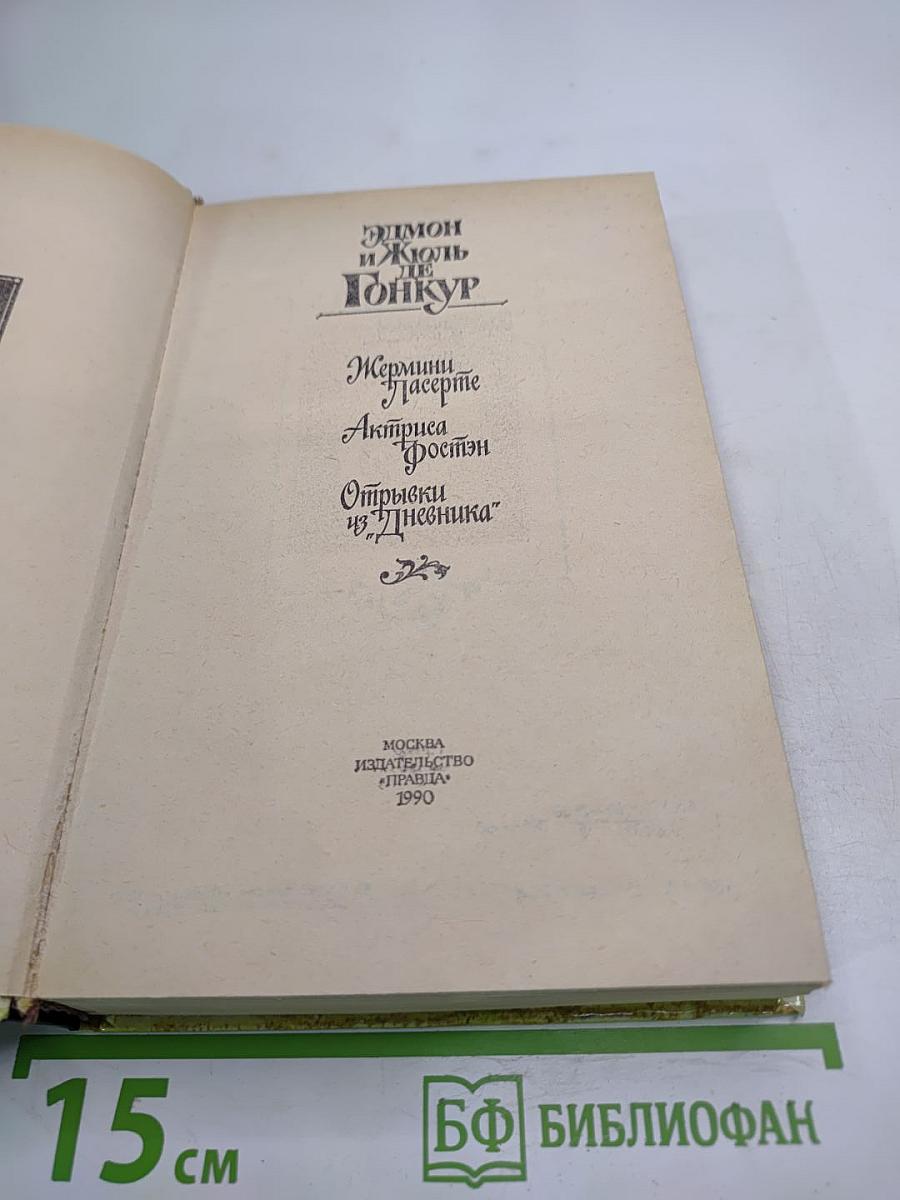 Эдмон
и Жюль
де
Гонкур
Жермини
Ласерте
Актриса
Фостэн
Отрывки
из „Дневника"
МОСКВА
ИЗДАТЕЛЬСТВО
«ПРАВДА»
1990
15 см
БФ БИБЛИОФАН